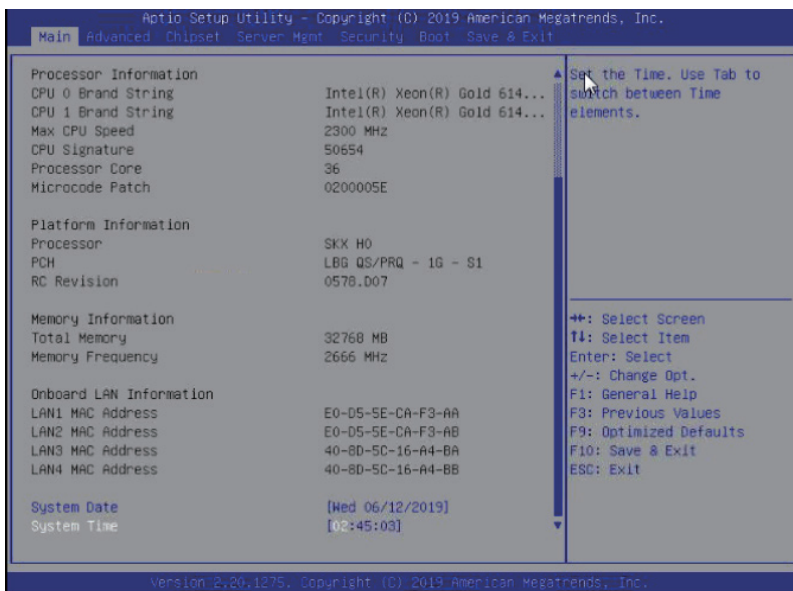 Aptio Setup Utility - Copyright (C) 2019 American Megatrends, Inc.
Main Advanced Chipset Server Mgmt Security Boot Save & Exit
Processor Information
CPU 0 Brand String Intel(R) Xeon(R) Gold 614...
CPU 1 Brand String Intel(R) Xeon(R) Gold 614...
Max CPU Speed 2300 MHz
CPU Signature 50654
Processor Core 36
Microcode Patch 0200005E
Platform Information
Processor SKX H0
PCH LBG QS/PRQ - 1G - S1
RC Revision 0578.D07
Memory Information
Total Memory 32768 MB
Memory Frequency 2666 MHz
Onboard LAN Information
LAN1 MAC Address E0-D5-5E-CA-F3-AA
LAN2 MAC Address E0-D5-5E-CA-F3-AB
LAN3 MAC Address 40-8D-5C-16-A4-BA
LAN4 MAC Address 40-8D-5C-16-A4-BB
System Date [Wed 06/12/2019]
System Time [02:45:03]
Set the Time. Use Tab to
switch between Time
elements.
→←: Select Screen
↑↓: Select Item
Enter: Select
+/-: Change Opt.
F1: General Help
F3: Previous Values
F9: Optimized Defaults
F10: Save & Exit
ESC: Exit
Version 2.20.1275. Copyright (C) 2019 American Megatrends, Inc.